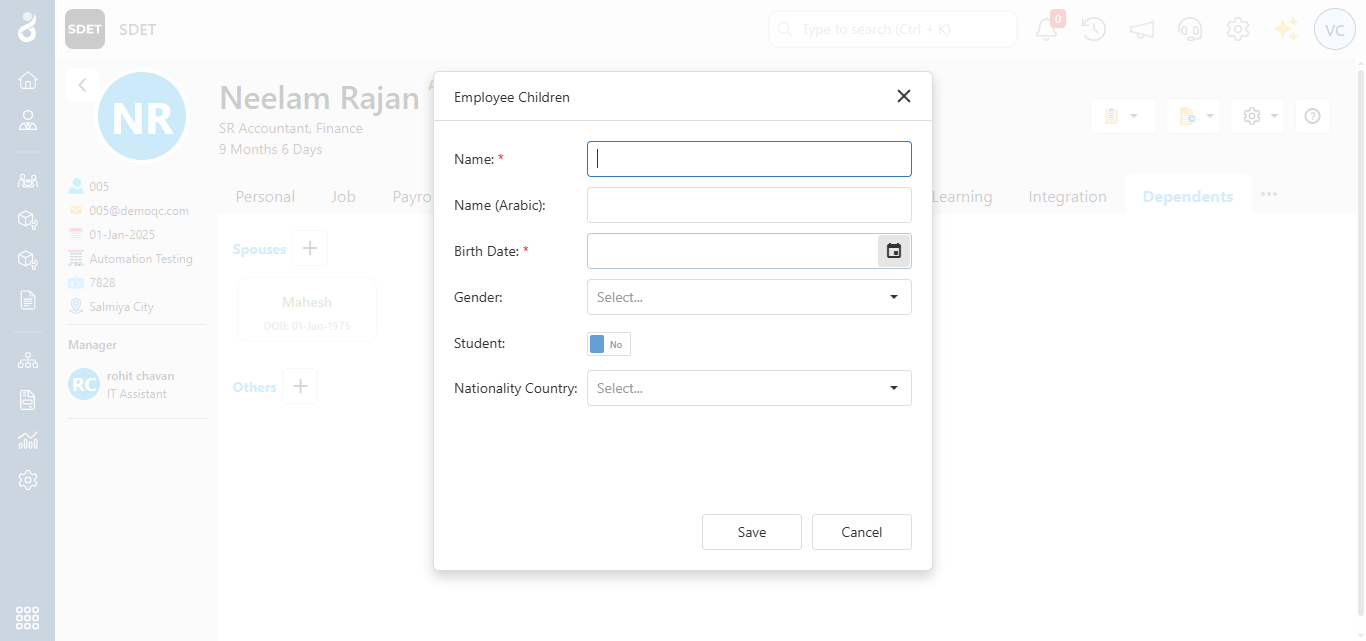 SDET
SDET
Type to search (Ctrl + K)
0
VC
NR
Neelam Rajan
SR Accountant, Finance
9 Months 6 Days
005
005@democ.com
01-Jan-2025
Automation Testing
7828
Salmiya City
Manager
RC
rohit chavan
IT Assistant
Personal
Job
Payro
Learning
Integration
Dependents
Spouses
Mahesh
DOB: 01-Jan-1975
Others
Employee Children
Name: *
Name (Arabic):
Birth Date: *
Gender:
Select...
Student:
No
Nationality Country:
Select...
Save
Cancel